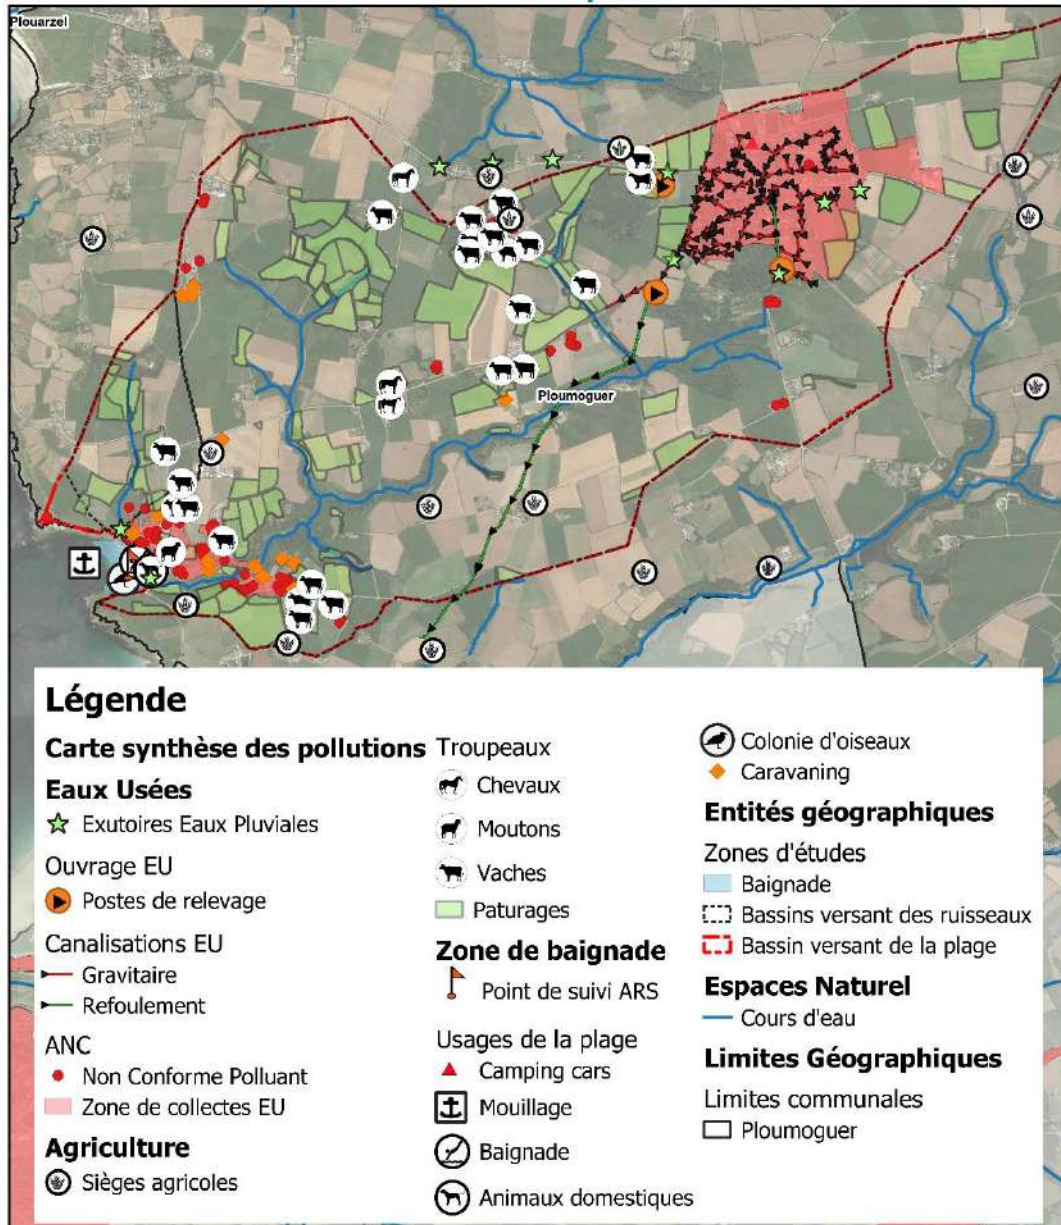 Plouarzel
Ploumoguer
Légende
Carte synthèse des pollutions
Eaux Usées
Exutoires Eaux Pluviales
Ouvrage EU
Postes de relevage
Canalisations EU
Gravitaire
Refoulement
ANC
Non Conforme Polluant
Zone de collectes EU
Agriculture
Sièges agricoles
Troupeaux
Chevaux
Moutons
Vaches
Paturages
Zone de baignade
Point de suivi ARS
Usages de la plage
Camping cars
Mouillage
Baignade
Animaux domestiques
Colonie d'oiseaux
Caravaning
Entités géographiques
Zones d'études
Baignade
Bassins versant des ruisseaux
Bassin versant de la plage
Espaces Naturel
Cours d'eau
Limites Géographiques
Limites communales
Ploumoguer